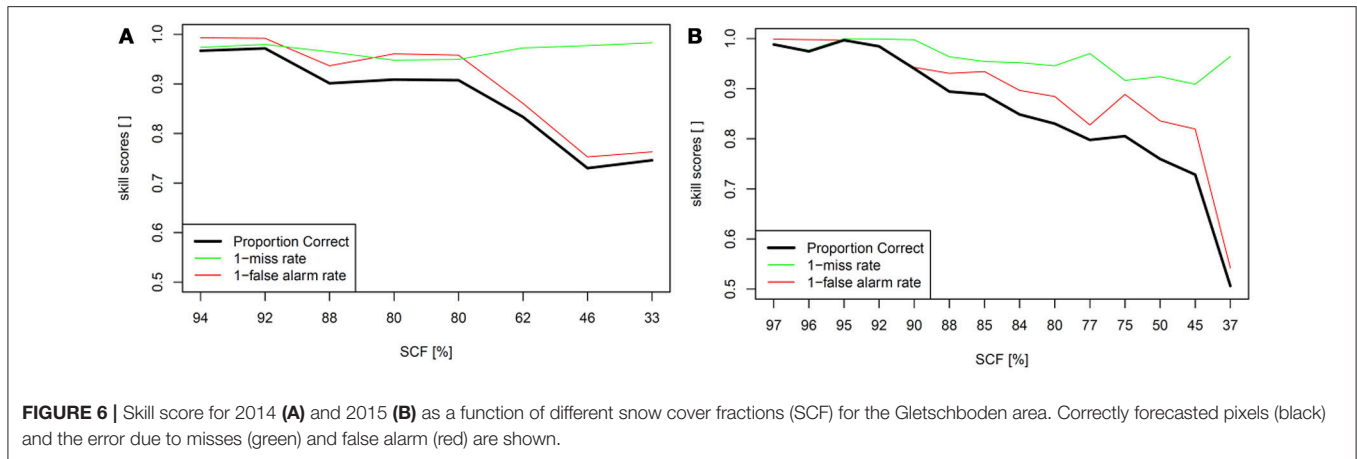 A
skill scores [ ]
1.0
0.9
0.8
0.7
0.6
0.5
Proportion Correct
1−miss rate
1−false alarm rate
94 92 88 80 80 62 46 33
SCF [%]
B
skill scores [ ]
1.0
0.9
0.8
0.7
0.6
0.5
Proportion Correct
1−miss rate
1−false alarm rate
97 96 95 92 90 88 85 84 80 77 75 50 45 37
SCF [%]
FIGURE 6 | Skill score for 2014 (A) and 2015 (B) as a function of different snow cover fractions (SCF) for the Gletschboden area. Correctly forecasted pixels (black)
and the error due to misses (green) and false alarm (red) are shown.